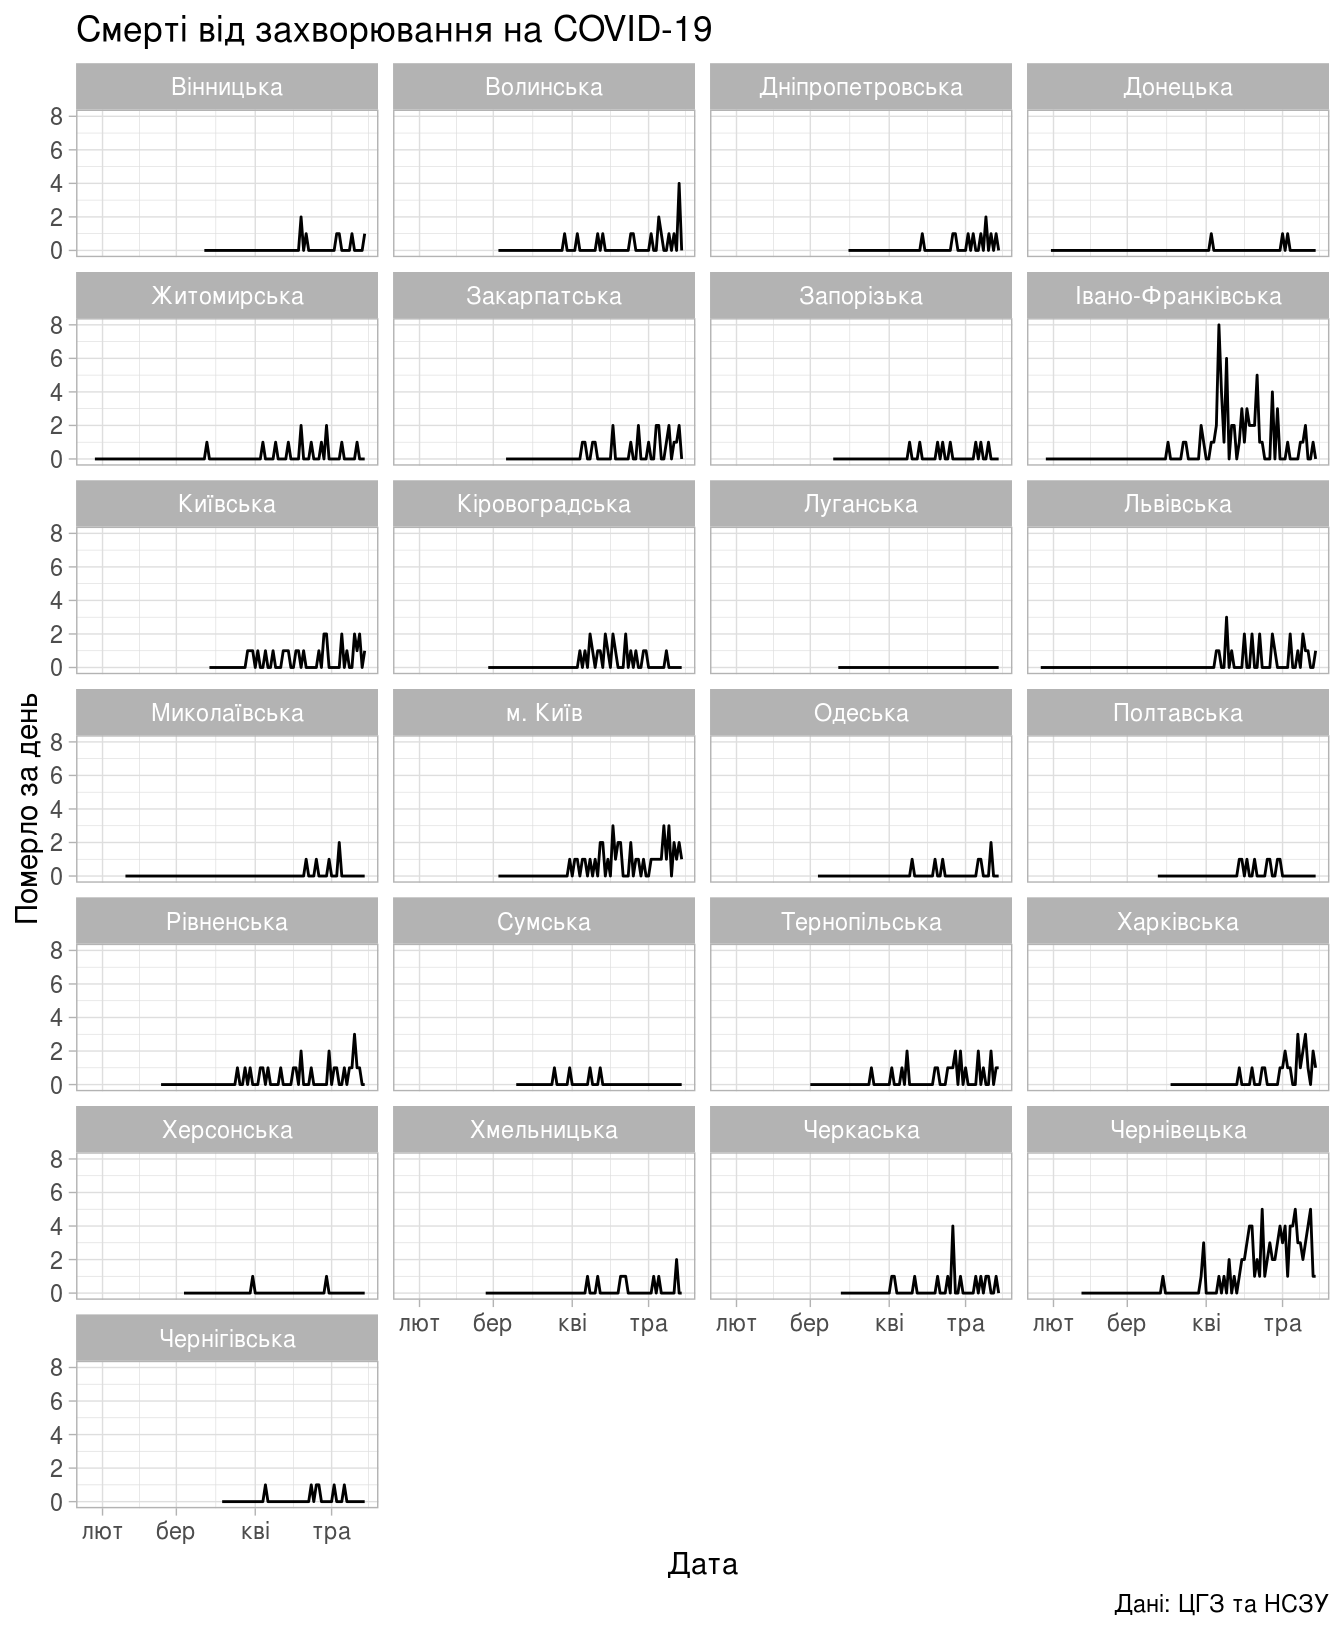 Смерті від захворювання на COVID-19
Вінницька Волинська Дніпропетровська Донецька
8
6
4
2
0
Житомирська Закарпатська Запорізька Івано-Франківська
8
6
4
2
0
Київська Кіровоградська Луганська Львівська
8
6
4
2
0
Померло за день
Миколаївська м. Київ Одеська Полтавська
8
6
4
2
0
Рівненська Сумська Тернопільська Харківська
8
6
4
2
0
Херсонська Хмельницька Черкаська Чернівецька
8
6
4
2
0
лют бер кві тра лют бер кві тра лют бер кві тра
Чернігівська
8
6
4
2
0
лют бер кві тра
Дата
Дані: ЦГЗ та НСЗУ